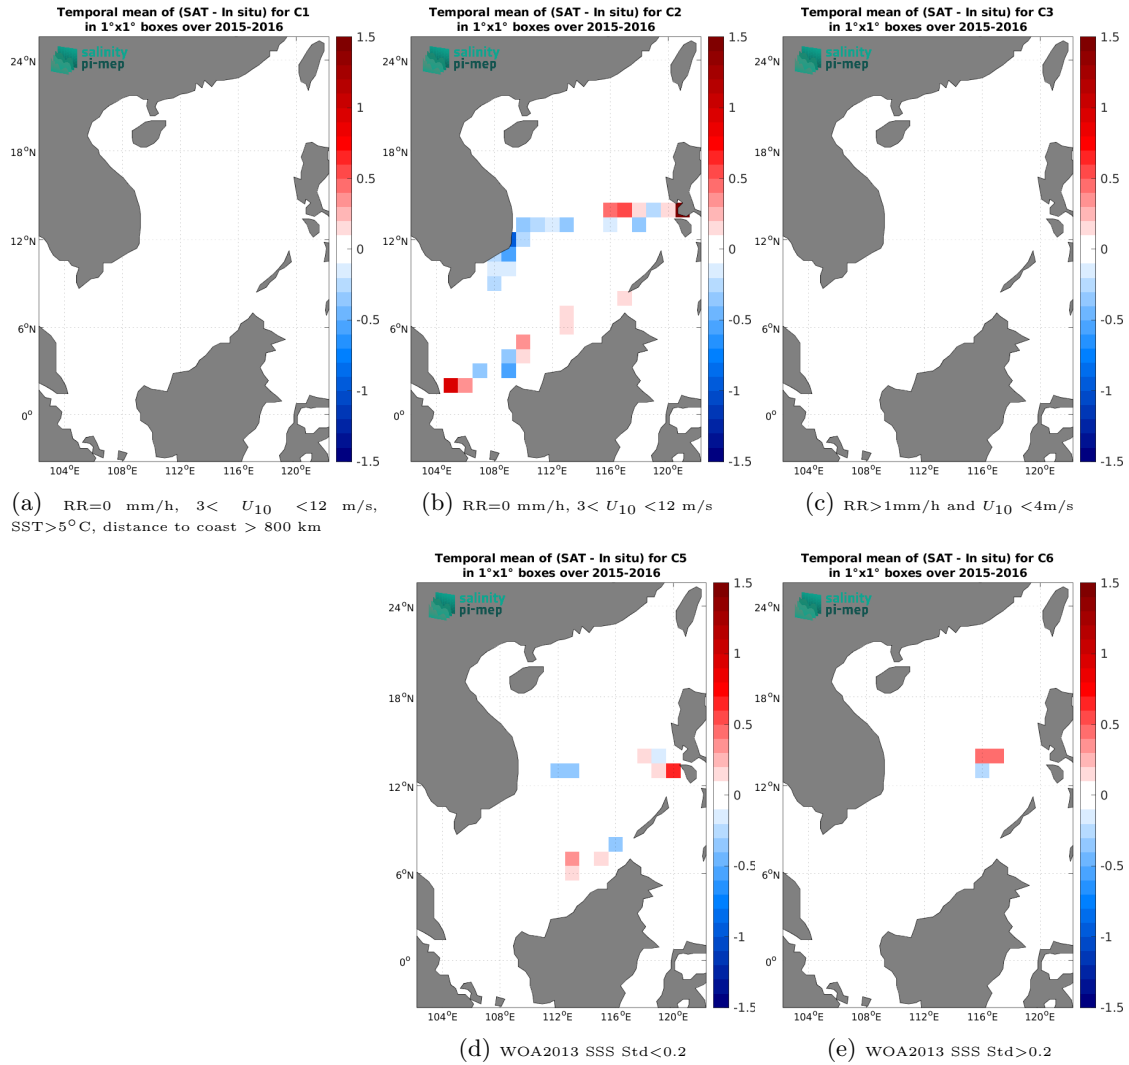 Temporal mean of (SAT - In situ) for C1
in 1°x1° boxes over 2015-2016
salinity
pi-mep
24°N
18°N
12°N
6°N
0°
104°E 108°E 112°E 116°E 120°E
1.5
1
0.5
0
-0.5
-1
-1.5
(a) RR=0 mm/h, 3< U10 <12 m/s,
SST>5°C, distance to coast > 800 km
Temporal mean of (SAT - In situ) for C2
in 1°x1° boxes over 2015-2016
salinity
pi-mep
24°N
18°N
12°N
6°N
0°
104°E 108°E 112°E 116°E 120°E
1.5
1
0.5
0
-0.5
-1
-1.5
(b) RR=0 mm/h, 3< U10 <12 m/s
Temporal mean of (SAT - In situ) for C3
in 1°x1° boxes over 2015-2016
salinity
pi-mep
24°N
18°N
12°N
6°N
0°
104°E 108°E 112°E 116°E 120°E
1.5
1
0.5
0
-0.5
-1
-1.5
(c) RR>1mm/h and U10 <4m/s
Temporal mean of (SAT - In situ) for C5
in 1°x1° boxes over 2015-2016
salinity
pi-mep
24°N
18°N
12°N
6°N
0°
104°E 108°E 112°E 116°E 120°E
1.5
1
0.5
0
-0.5
-1
-1.5
(d) WOA2013 SSS Std<0.2
Temporal mean of (SAT - In situ) for C6
in 1°x1° boxes over 2015-2016
salinity
pi-mep
24°N
18°N
12°N
6°N
0°
104°E 108°E 112°E 116°E 120°E
1.5
1
0.5
0
-0.5
-1
-1.5
(e) WOA2013 SSS Std>0.2